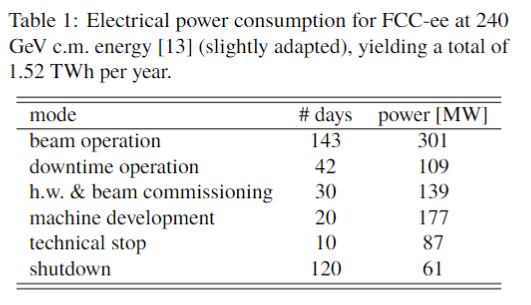 Table 1: Electrical power consumption for FCC-ee at 240
GeV c.m. energy [13] (slightly adapted), yielding a total of
1.52 TWh per year.
mode # days power [MW]
beam operation 143 301
downtime operation 42 109
h.w. & beam commissioning 30 139
machine development 20 177
technical stop 10 87
shutdown 120 61